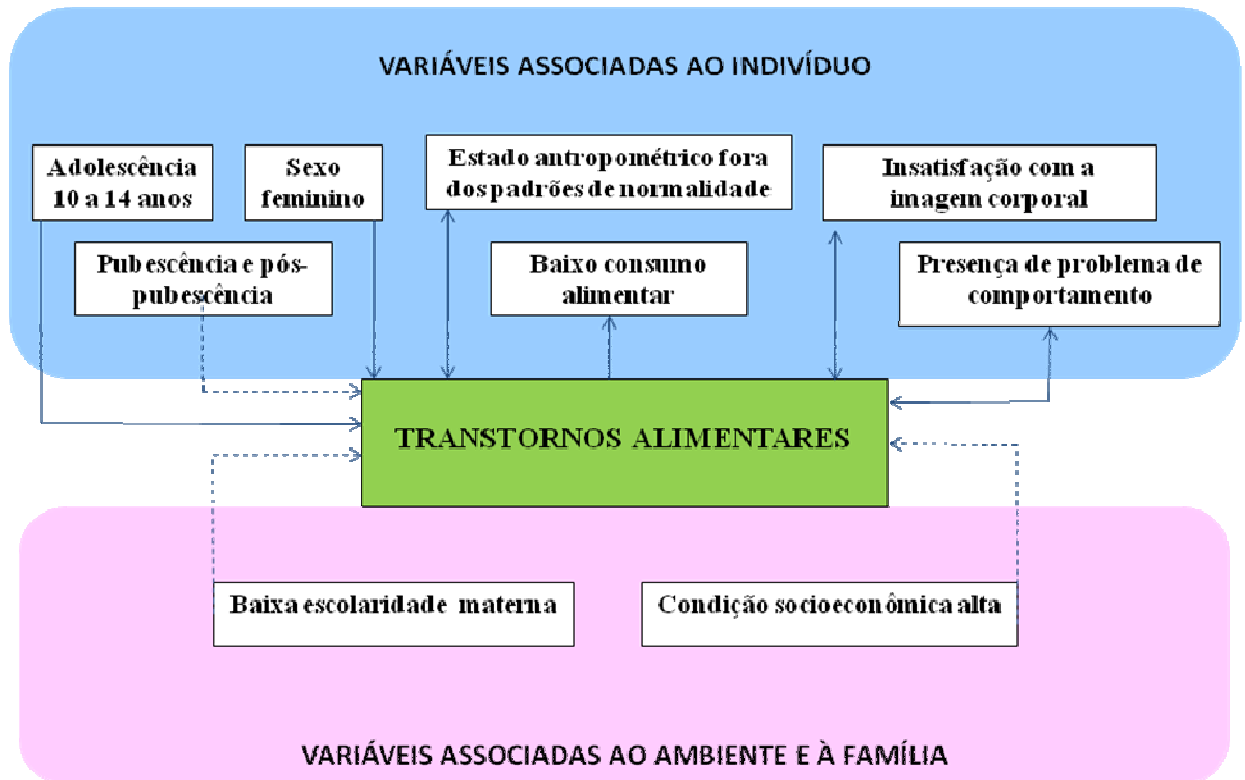 VARIÁVEIS ASSOCIADAS AO INDIVÍDUO
Adolescência
10 a 14 anos
Sexo
feminino
Estado antropométrico fora
dos padrões de normalidade
Insatisfação com a
imagem corporal
Pubescência e pós-
pubescência
Baixo consumo
alimentar
Presença de problema de
comportamento
TRANSTORNOS ALIMENTARES
Baixa escolaridade materna
Condição socioeconômica alta
VARIÁVEIS ASSOCIADAS AO AMBIENTE E À FAMÍLIA